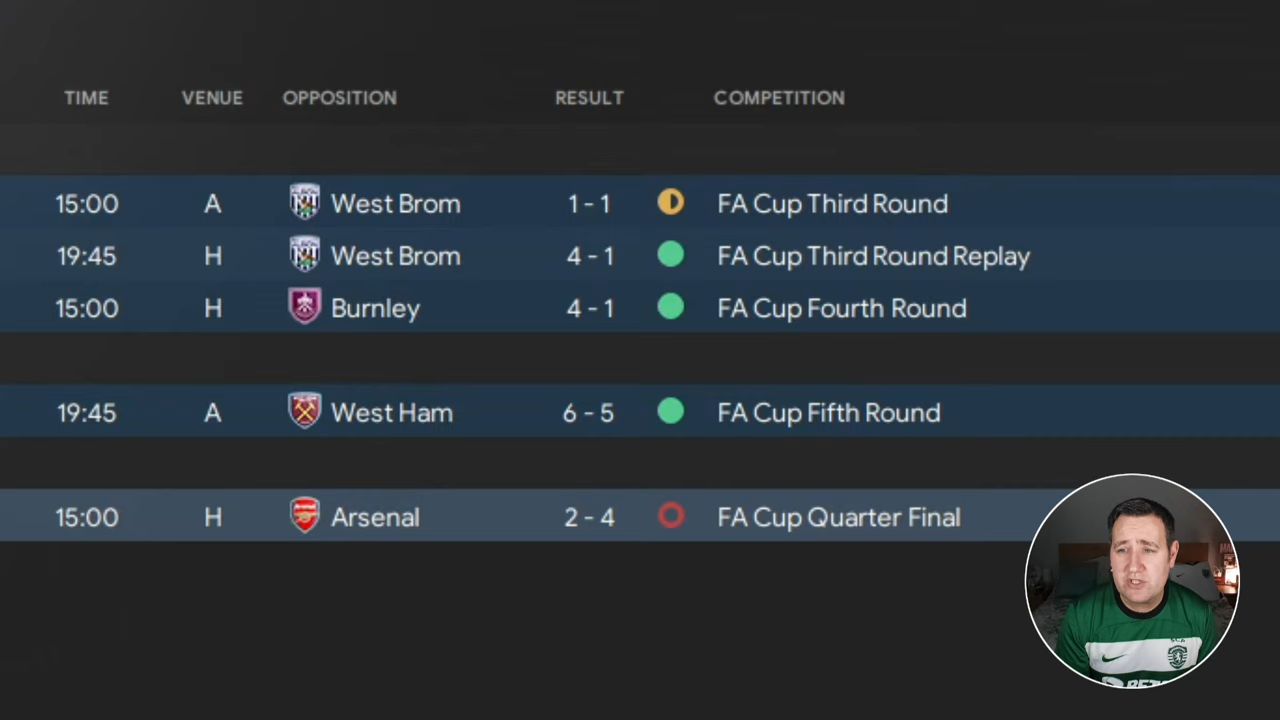 TIME VENUE OPPOSITION RESULT COMPETITION
15:00 A West Brom 1 - 1 FA Cup Third Round
19:45 H West Brom 4 - 1 FA Cup Third Round Replay
15:00 H Burnley 4 - 1 FA Cup Fourth Round
19:45 A West Ham 6 - 5 FA Cup Fifth Round
15:00 H Arsenal 2 - 4 FA Cup Quarter Final